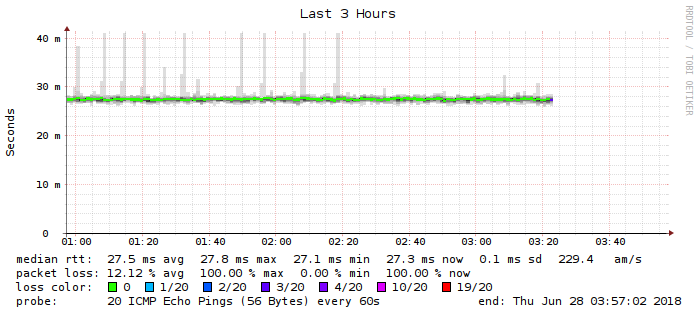 Last 3 Hours
RRDTOOL / TOBI OETIKER
Seconds
40 m
30 m
20 m
10 m
0
01:00 01:20 01:40 02:00 02:20 02:40 03:00 03:20 03:40
median rtt: 27.5 ms avg 27.8 ms max 27.1 ms min 27.3 ms now 0.1 ms sd 229.4 am/s
packet loss: 12.12 % avg 100.00 % max 0.00 % min 100.00 % now
loss color: 0 1/20 2/20 3/20 4/20 10/20 19/20
probe: 20 ICMP Echo Pings (56 Bytes) every 60s end: Thu Jun 28 03:57:02 2018